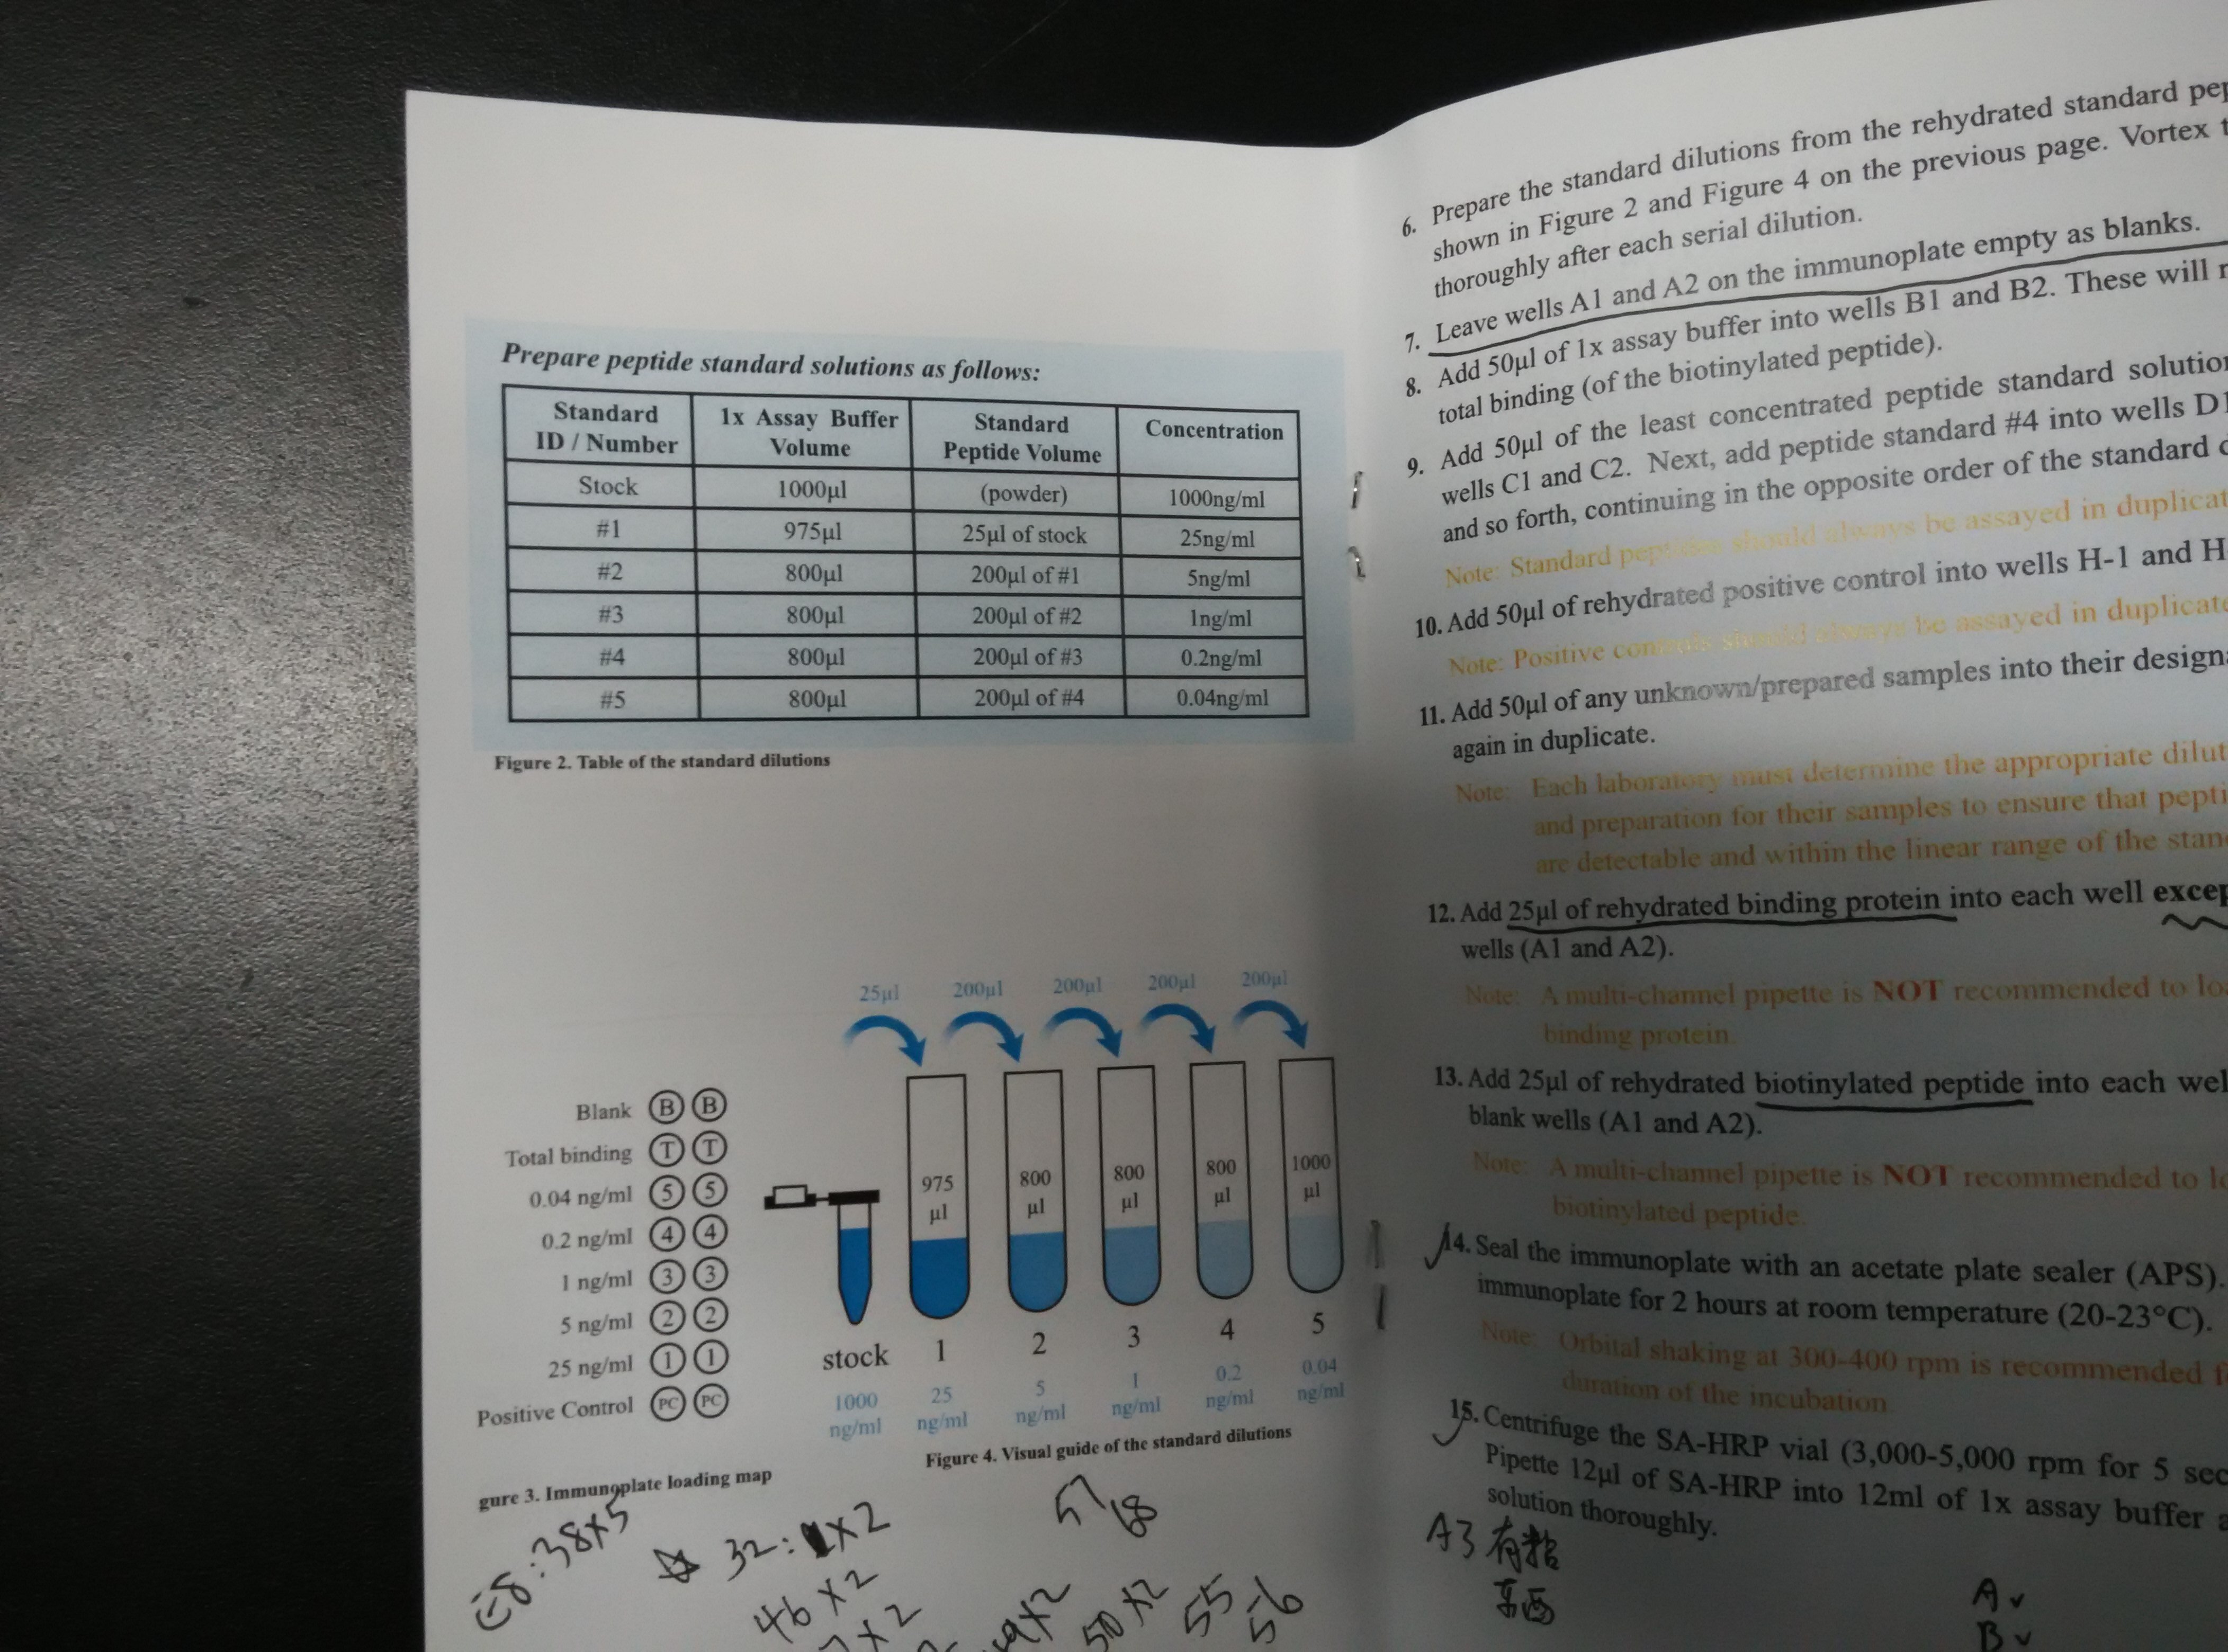 Prepare peptide standard solutions as follows:
Standard ID / Number | 1x Assay Buffer Volume | Standard Peptide Volume | Concentration
Stock | 1000µl | (powder) | 1000ng/ml
#1 | 975µl | 25µl of stock | 25ng/ml
#2 | 800µl | 200µl of #1 | 5ng/ml
#3 | 800µl | 200µl of #2 | 1ng/ml
#4 | 800µl | 200µl of #3 | 0.2ng/ml
#5 | 800µl | 200µl of #4 | 0.04ng/ml
Figure 2. Table of the standard dilutions
Blank B B
Total binding T T
0.04 ng/ml 5 5
0.2 ng/ml 4 4
1 ng/ml 3 3
5 ng/ml 2 2
25 ng/ml 1 1
Positive Control PC PC
gure 3. Immunoplate loading map
25µl 200µl 200µl 200µl 200µl
975 µl 800 µl 800 µl 800 µl 1000 µl
stock 1 2 3 4 5
1000 ng/ml 25 ng/ml 5 ng/ml 1 ng/ml 0.2 ng/ml 0.04 ng/ml
Figure 4. Visual guide of the standard dilutions
8:38x5
32: x2
57
68
46 x2
x2
x2
50 x2
55
56
6. Prepare the standard dilutions from the rehydrated standard pep
shown in Figure 2 and Figure 4 on the previous page. Vortex t
thoroughly after each serial dilution.
7. Leave wells A1 and A2 on the immunoplate empty as blanks.
8. Add 50µl of 1x assay buffer into wells B1 and B2. These will r
total binding (of the biotinylated peptide).
9. Add 50µl of the least concentrated peptide standard solution
wells C1 and C2. Next, add peptide standard #4 into wells D1
and so forth, continuing in the opposite order of the standard
Note: Standard peptides should always be assayed in duplicat
10. Add 50µl of rehydrated positive control into wells H-1 and H
Note: Positive controls should always be assayed in duplicate
11. Add 50µl of any unknown/prepared samples into their design
again in duplicate.
Note: Each laboratory must determine the appropriate dilut
and preparation for their samples to ensure that pepti
are detectable and within the linear range of the stan
12. Add 25µl of rehydrated binding protein into each well excep
wells (A1 and A2).
Note: A multi-channel pipette is NOT recommended to loa
binding protein.
13. Add 25µl of rehydrated biotinylated peptide into each wel
blank wells (A1 and A2).
Note: A multi-channel pipette is NOT recommended to lo
biotinylated peptide.
14. Seal the immunoplate with an acetate plate sealer (APS).
immunoplate for 2 hours at room temperature (20-23°C).
Note: Orbital shaking at 300-400 rpm is recommended f
duration of the incubation.
15. Centrifuge the SA-HRP vial (3,000-5,000 rpm for 5 sec
Pipette 12µl of SA-HRP into 12ml of 1x assay buffer a
solution thoroughly.
A3 有
A
B